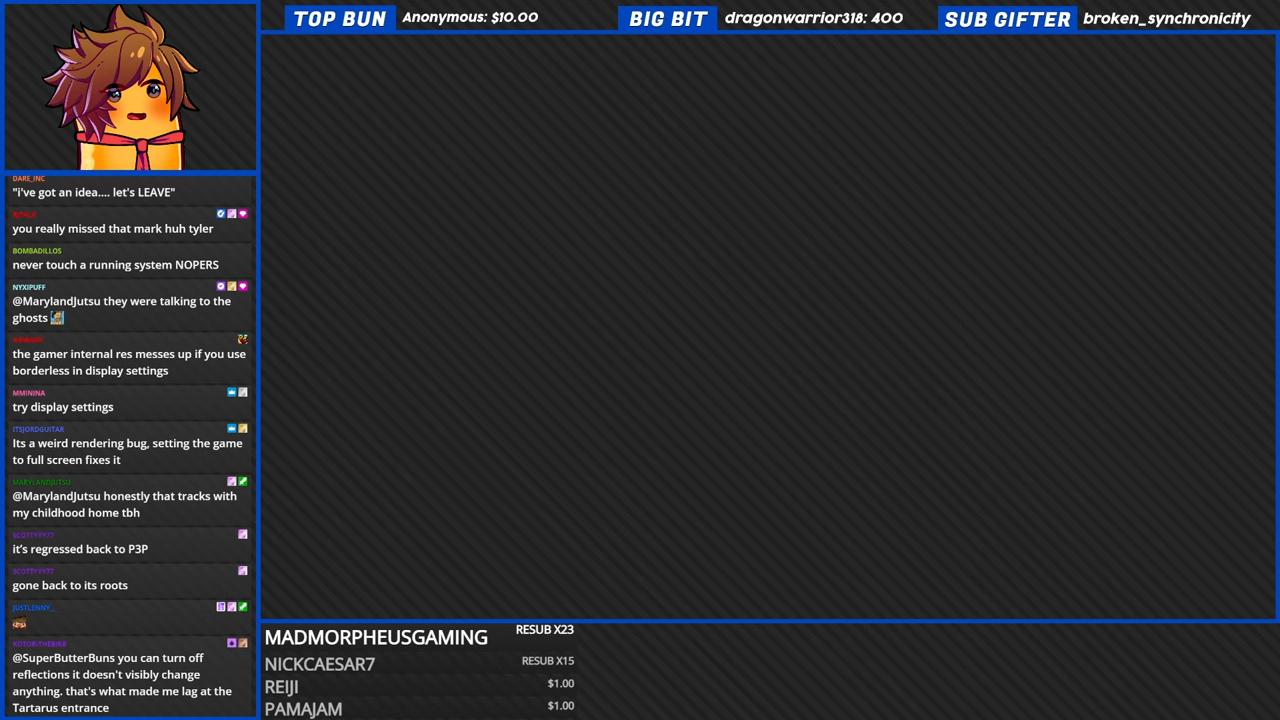 TOP BUN Anonymous: $10.00 BIG BIT dragonwarrior318: 400 SUB GIFTER broken_synchronicity
DARE_INC
"i've got an idea.... let's LEAVE"
you really missed that mark huh tyler
BOMBADILLOS
never touch a running system NOPERS
NYXIPUFF
@MarylandJutsu they were talking to the
ghosts
the gamer internal res messes up if you use
borderless in display settings
MMININA
try display settings
ITSJORDGUITAR
Its a weird rendering bug, setting the game
to full screen fixes it
MARYLANDJUTSU
@MarylandJutsu honestly that tracks with
my childhood home tbh
SCOTTYYY77
it's regressed back to P3P
SCOTTYYY77
gone back to its roots
JUSTLENNY_
KOTORITHEBIRB
@SuperButterBuns you can turn off
reflections it doesn't visibly change
anything. that's what made me lag at the
Tartarus entrance
MADMORPHEUSGAMING RESUB X23
NICKCAESAR7 RESUB X15
REIJI $1.00
PAMAJAM $1.00